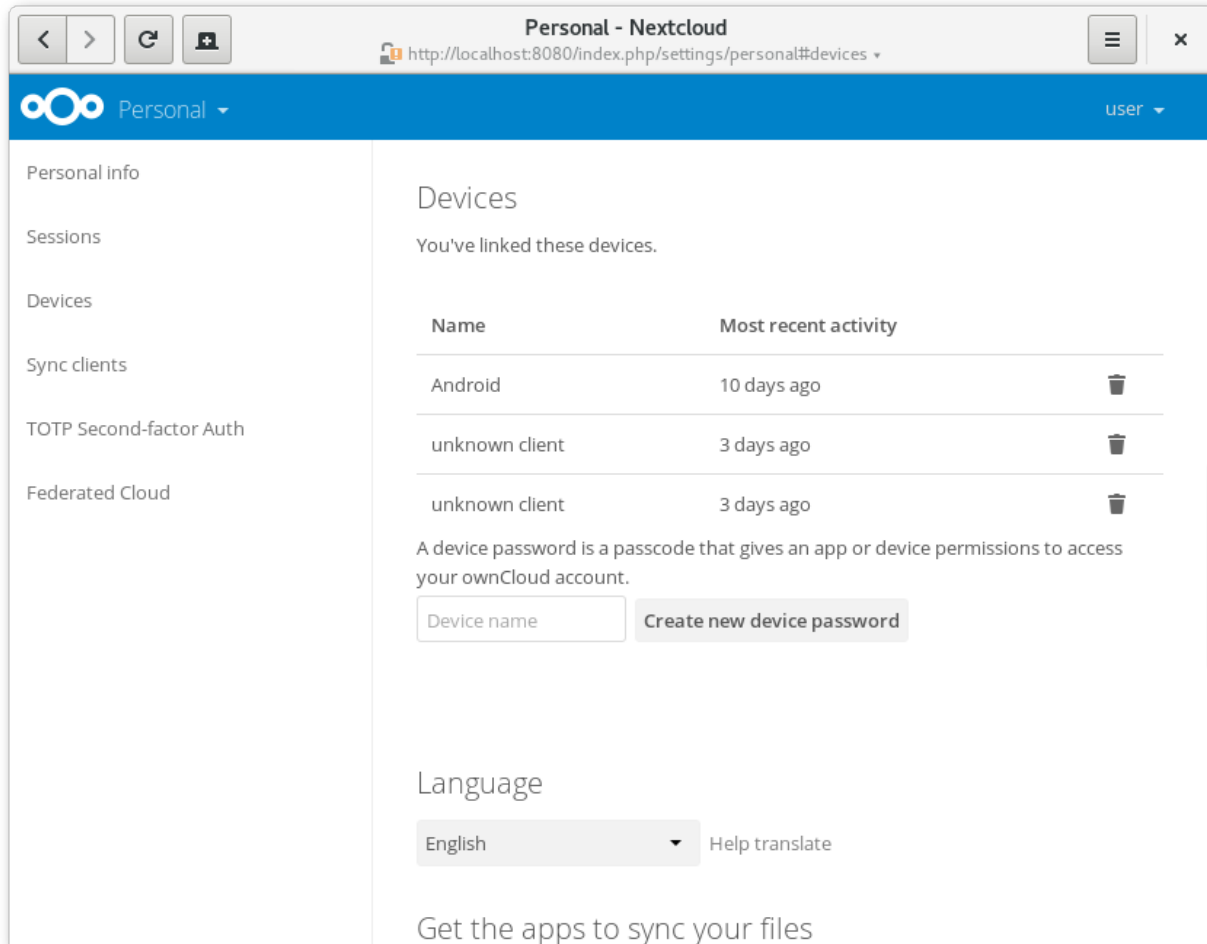 Personal - Nextcloud
http://localhost:8080/index.php/settings/personal#devices
Personal
user
Personal info
Sessions
Devices
Sync clients
TOTP Second-factor Auth
Federated Cloud
Devices
You've linked these devices.
Name Most recent activity
Android 10 days ago
unknown client 3 days ago
unknown client 3 days ago
A device password is a passcode that gives an app or device permissions to access
your ownCloud account.
Device name Create new device password
Language
English Help translate
Get the apps to sync your files